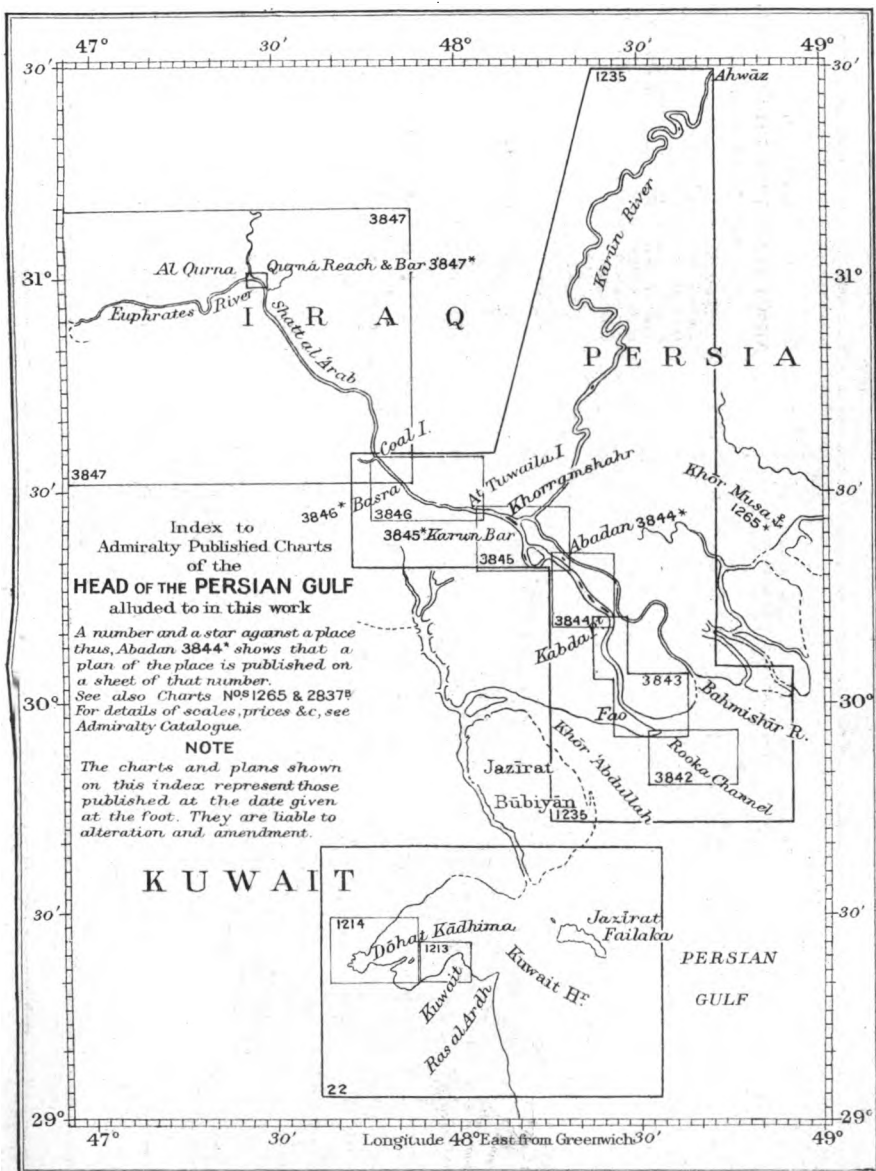 47° 30' 48° 30' 49°
30' 1235 Ahwāz 30'
Kārūn River
3847
Al Qurna Qurná Reach & Bar 3847*
31° 31°
Euphrates River
Shatt al 'Arab
I R A Q
PERSIA
Coal I.
3847
30' 30'
At Tuwaila I
Khorramshahr
Khōr Musa &
1265*
3846* Basra
3846
3845* Karun Bar
3845
Abadan 3844*
Index to
Admiralty Published Charts
of the
HEAD OF THE PERSIAN GULF
alluded to in this work
A number and a star against a place
thus, Abadan 3844* shows that a
plan of the place is published on
a sheet of that number.
See also Charts Nos 1265 & 2837B
For details of scales, prices &c, see
Admiralty Catalogue.
NOTE
The charts and plans shown
on this index represent those
published at the date given
at the foot. They are liable to
alteration and amendment.
3844
Kabda Pt
3843
Bahmishir R.
30° 30°
Fao
Rooka Channel
3842
Khōr 'Abdullah
Jazīrat
Būbiyān
1235
KUWAIT
30' 30'
1214
Dōhat Kādhima
1213
Kuwait
Ras al Ardh
Kuwait Hr.
Jazīrat
Failaka
PERSIAN
GULF
22
29° 29°
47° 30' Longitude 48° East from Greenwich 30' 49°